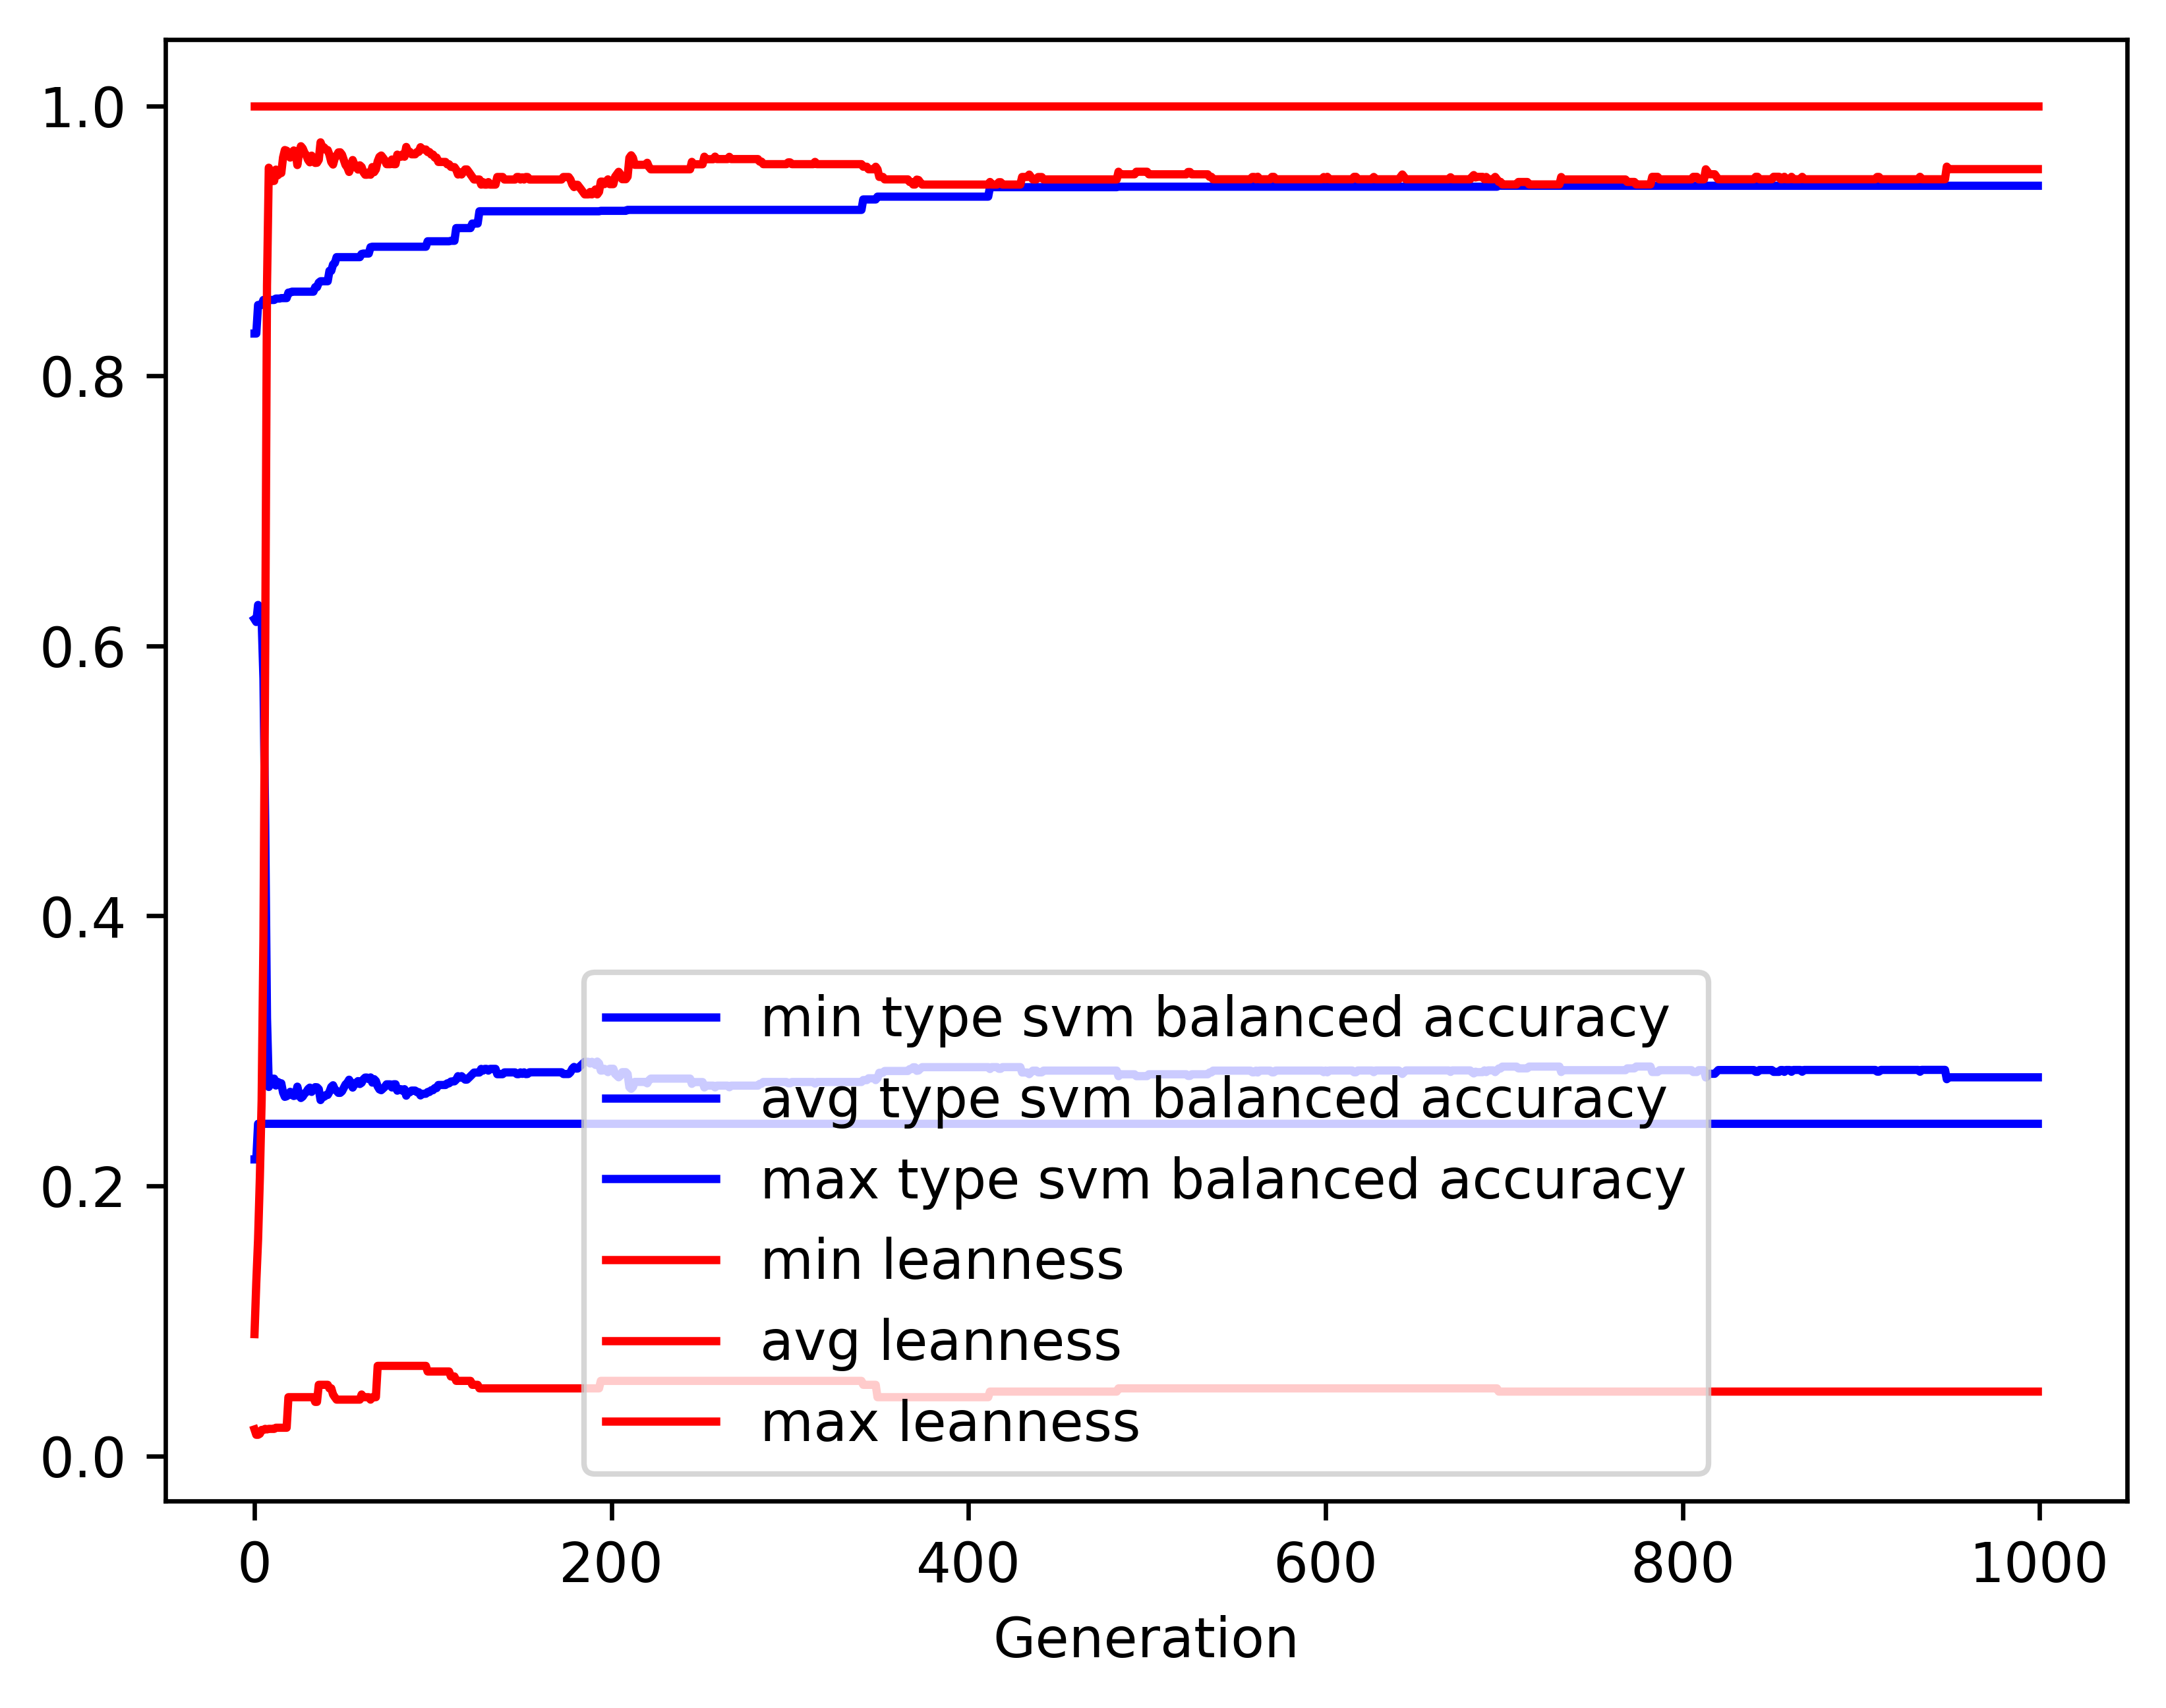 1.0
0.8
0.6
0.4
0.2
0.0
min type svm balanced accuracy
avg type svm balanced accuracy
max type svm balanced accuracy
min leanness
avg leanness
max leanness
0 200 400 600 800 1000
Generation